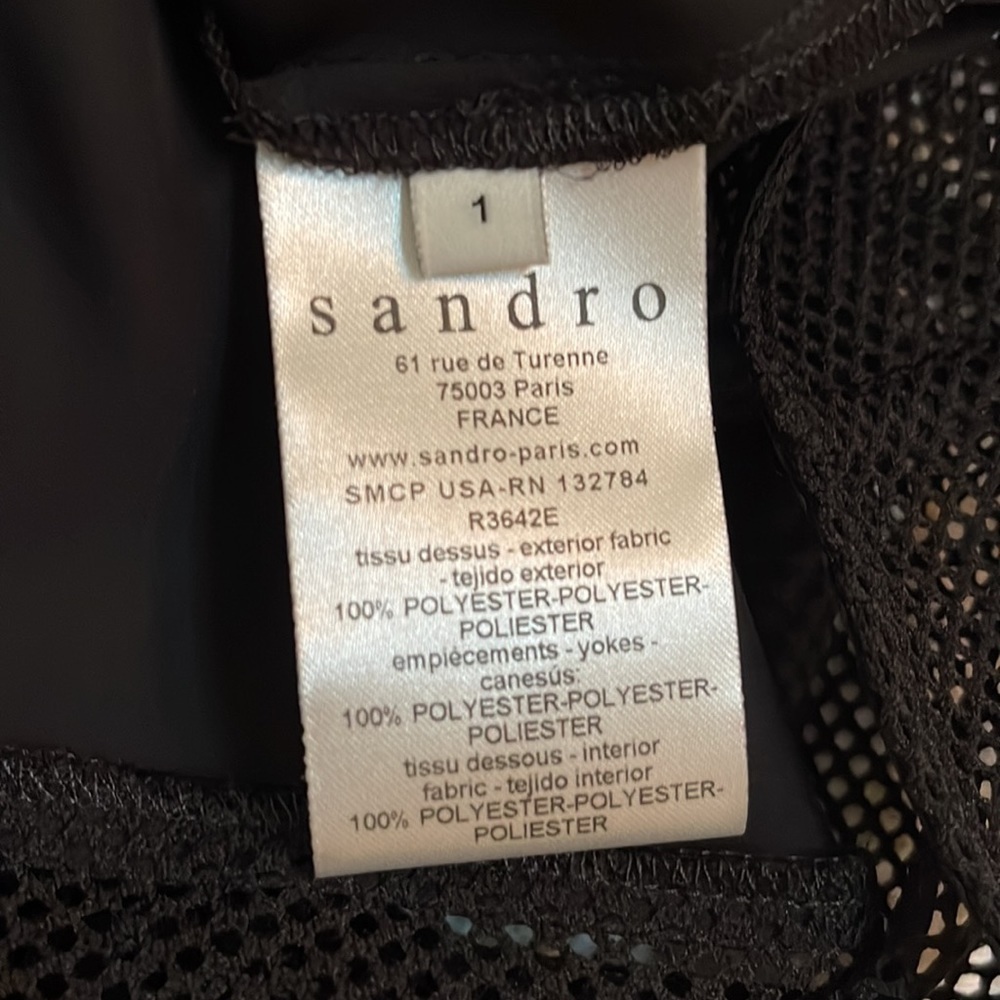 1
sandro
61 rue de Turenne
75003 Paris
FRANCE
www.sandro-paris.com
SMCP USA-RN 132784
R3642E
tissu dessus - exterior fabric
- tejido exterior
100% POLYESTER-POLYESTER-
POLIESTER
empiécements - yokes -
canesús:
100% POLYESTER-POLYESTER-
POLIESTER
tissu dessous - interior
fabric - tejido interior
100% POLYESTER-POLYESTER-
POLIESTER